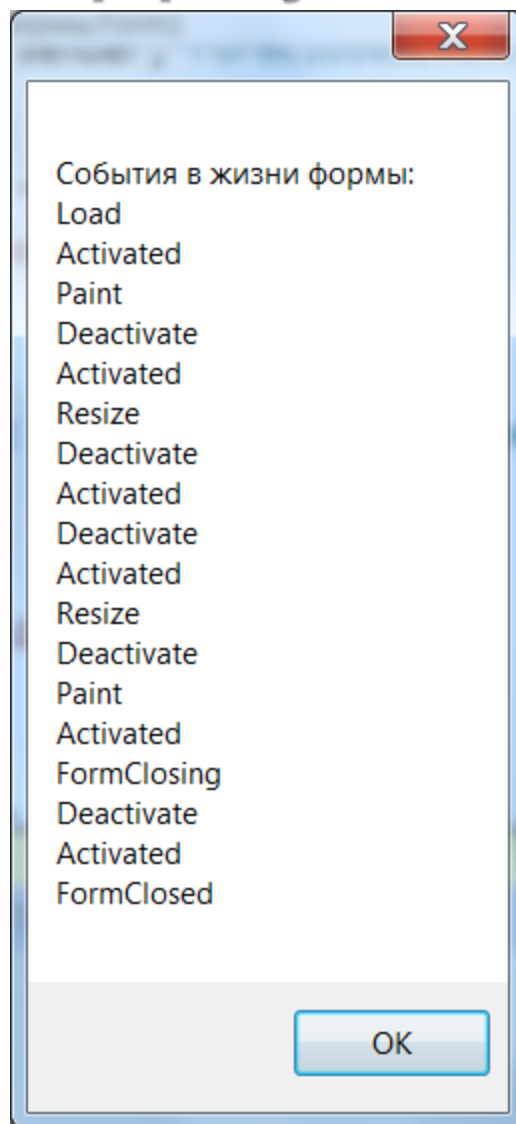 События в жизни формы:
Load
Activated
Paint
Deactivate
Activated
Resize
Deactivate
Activated
Deactivate
Activated
Resize
Deactivate
Paint
Activated
FormClosing
Deactivate
Activated
FormClosed
OK